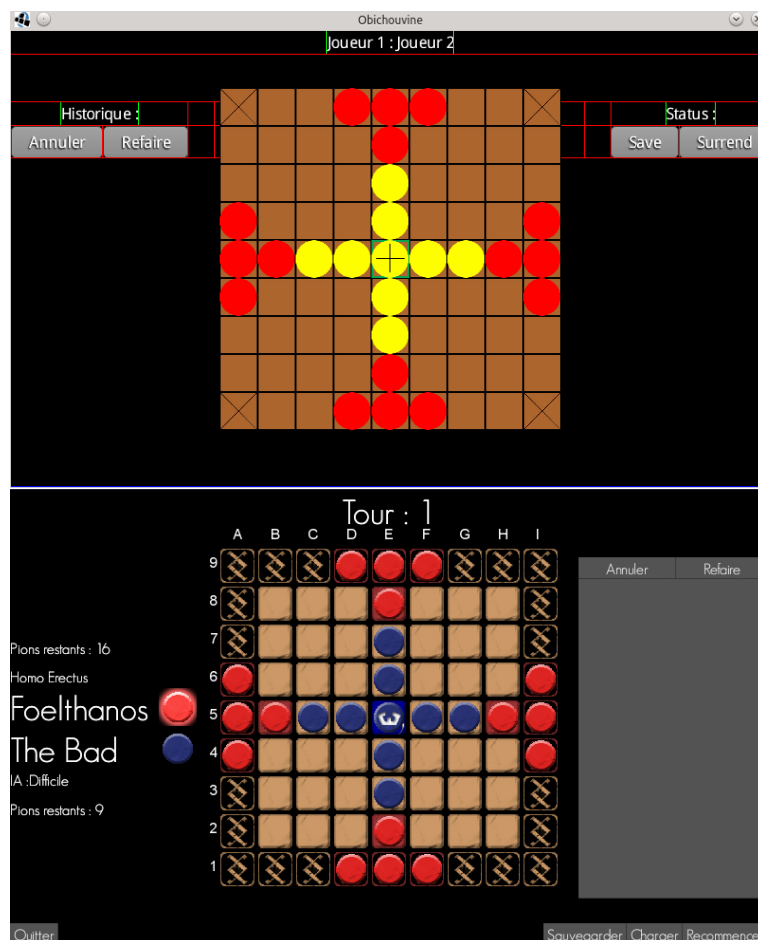 Obichouvine
Joueur 1 : Joueur 2
Historique :
Status :
Annuler Refaire
Save Surrend
Tour : 1
A B C D E F G H I
9
Annuler Refaire
8
7
Pions restants : 16
6
Homo Erectus
Foelthanos
5
The Bad
4
IA :Difficile
3
Pions restants : 9
2
1
Quitter
Sauvegarder Charger Recommence